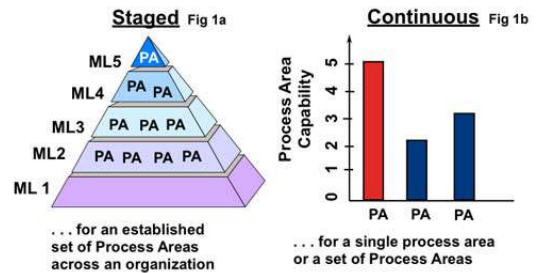 Staged Fig 1a
PA
ML5
PA PA
ML4
PA PA PA
ML3
PA PA PA PA
ML2
ML 1
. . . for an established
set of Process Areas
across an organization
Continuous Fig 1b
Process Area
Capability
5
4
3
2
1
0
PA PA PA
. . . for a single process area
or a set of Process Areas